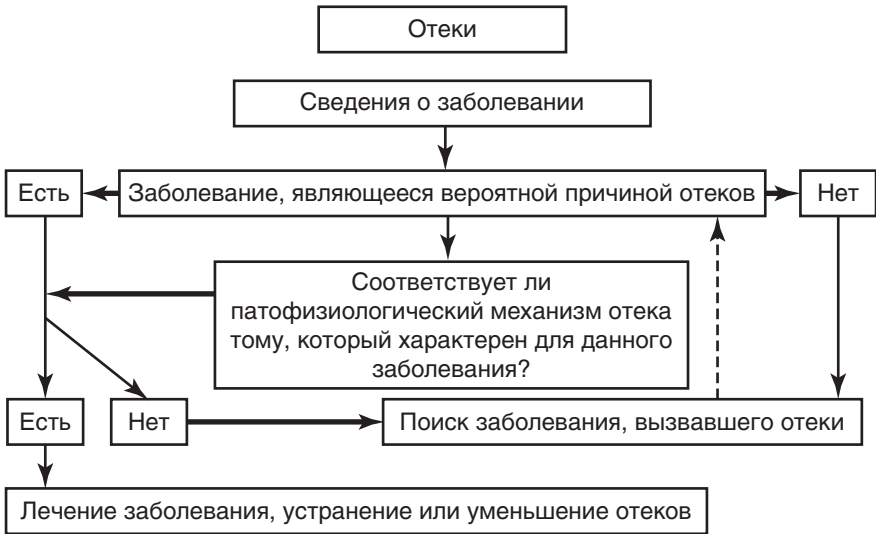 Отеки
Сведения о заболевании
Есть
Заболевание, являющееся вероятной причиной отеков
Нет
Соответствует ли
патофизиологический механизм отека
тому, который характерен для данного
заболевания?
Есть
Нет
Поиск заболевания, вызвавшего отеки
Лечение заболевания, устранение или уменьшение отеков